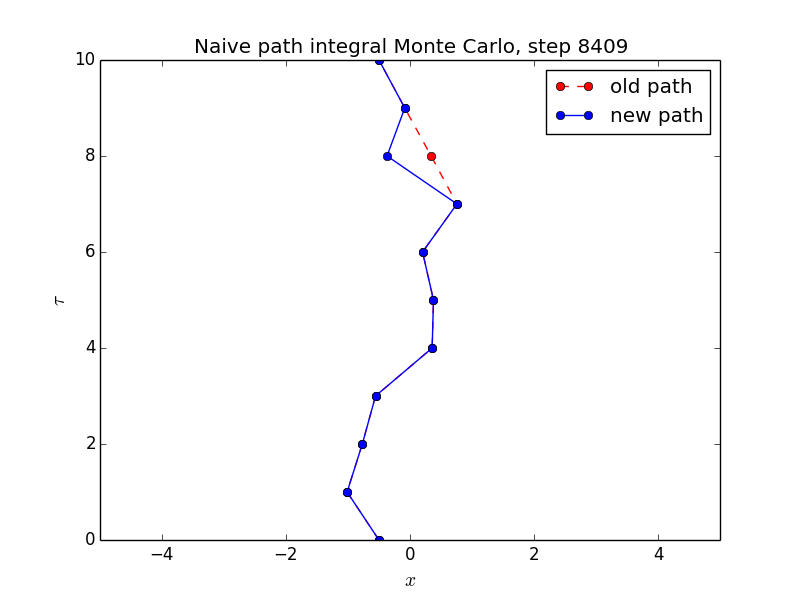 Naive path integral Monte Carlo, step 8409
old path
new path
10
8
6
4
2
0
τ
−4
−2
0
2
4
x